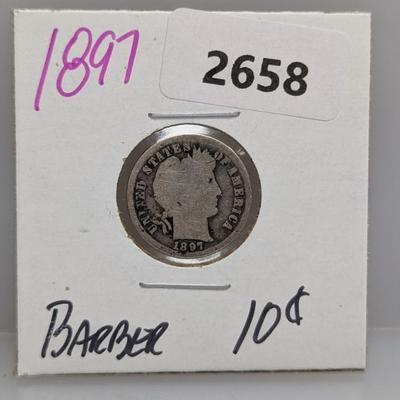 1897
2658
UNITED STATES OF AMERICA
1897
BARBER 10¢